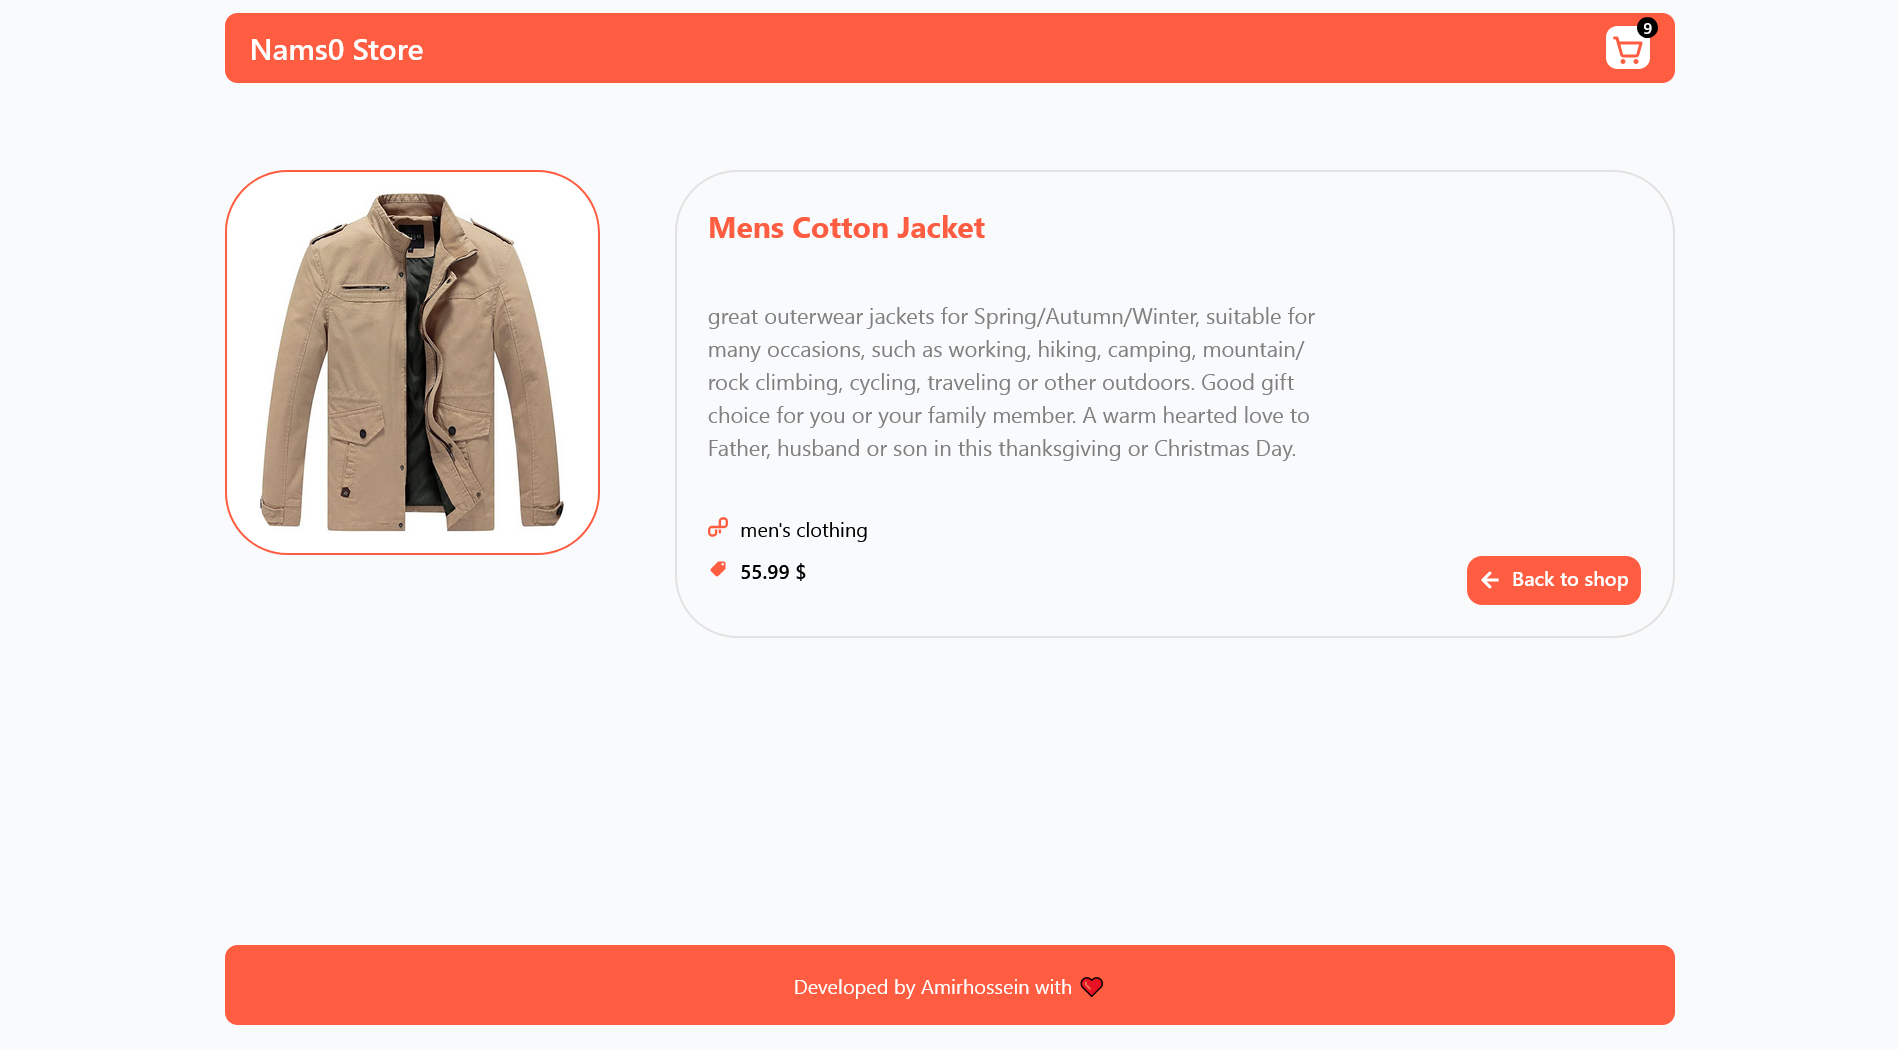 Nams0 Store
9
Mens Cotton Jacket
great outerwear jackets for Spring/Autumn/Winter, suitable for
many occasions, such as working, hiking, camping, mountain/
rock climbing, cycling, traveling or other outdoors. Good gift
choice for you or your family member. A warm hearted love to
Father, husband or son in this thanksgiving or Christmas Day.
men's clothing
55.99 $
Back to shop
Developed by Amirhossein with